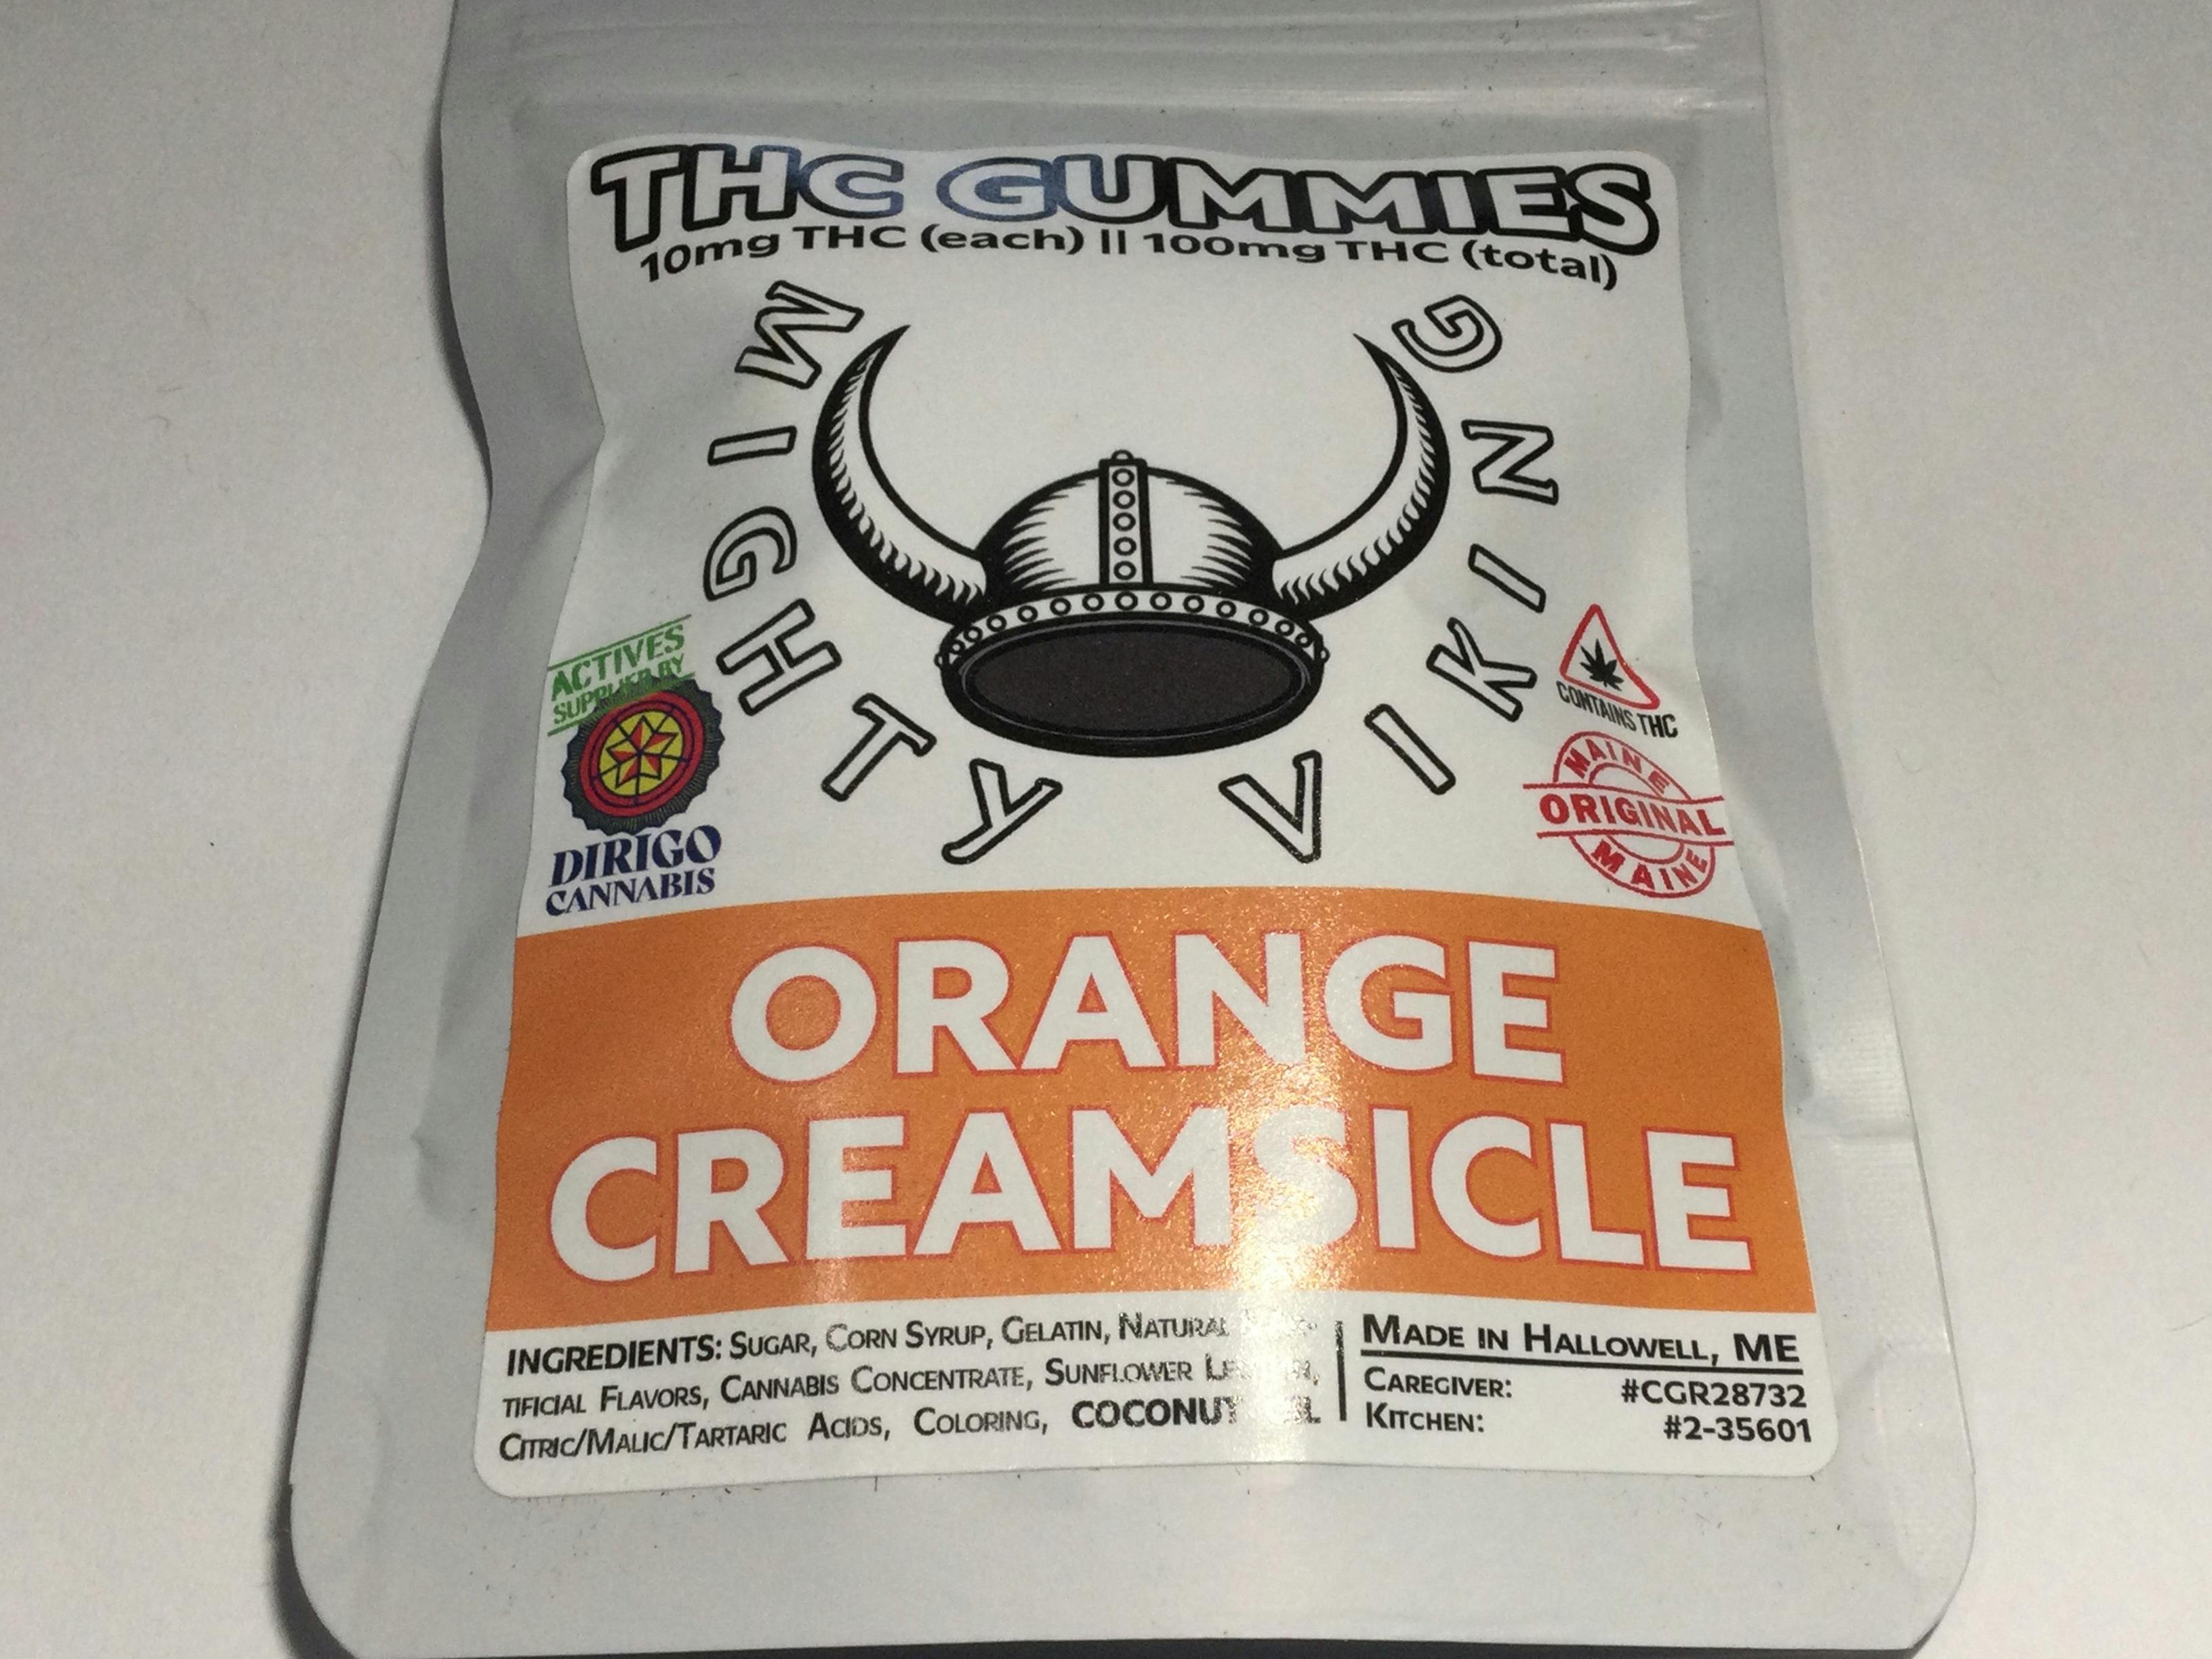 THC GUMMIES
10mg THC (each) || 100mg THC (total)
MIGHTY VIKING
ACTIVES
SUPPLIED BY
DIRIGO
CANNABIS
CONTAINS THC
MAINE
ORIGINAL
MAINE
ORANGE
CREAMSICLE
INGREDIENTS: SUGAR, CORN SYRUP, GELATIN, NATURAL
TIFICIAL FLAVORS, CANNABIS CONCENTRATE, SUNFLOWER
CITRIC/MALIC/TARTARIC ACIDS, COLORING, COCONUT
MADE IN HALLOWELL, ME
CAREGIVER: #CGR28732
KITCHEN: #2-35601